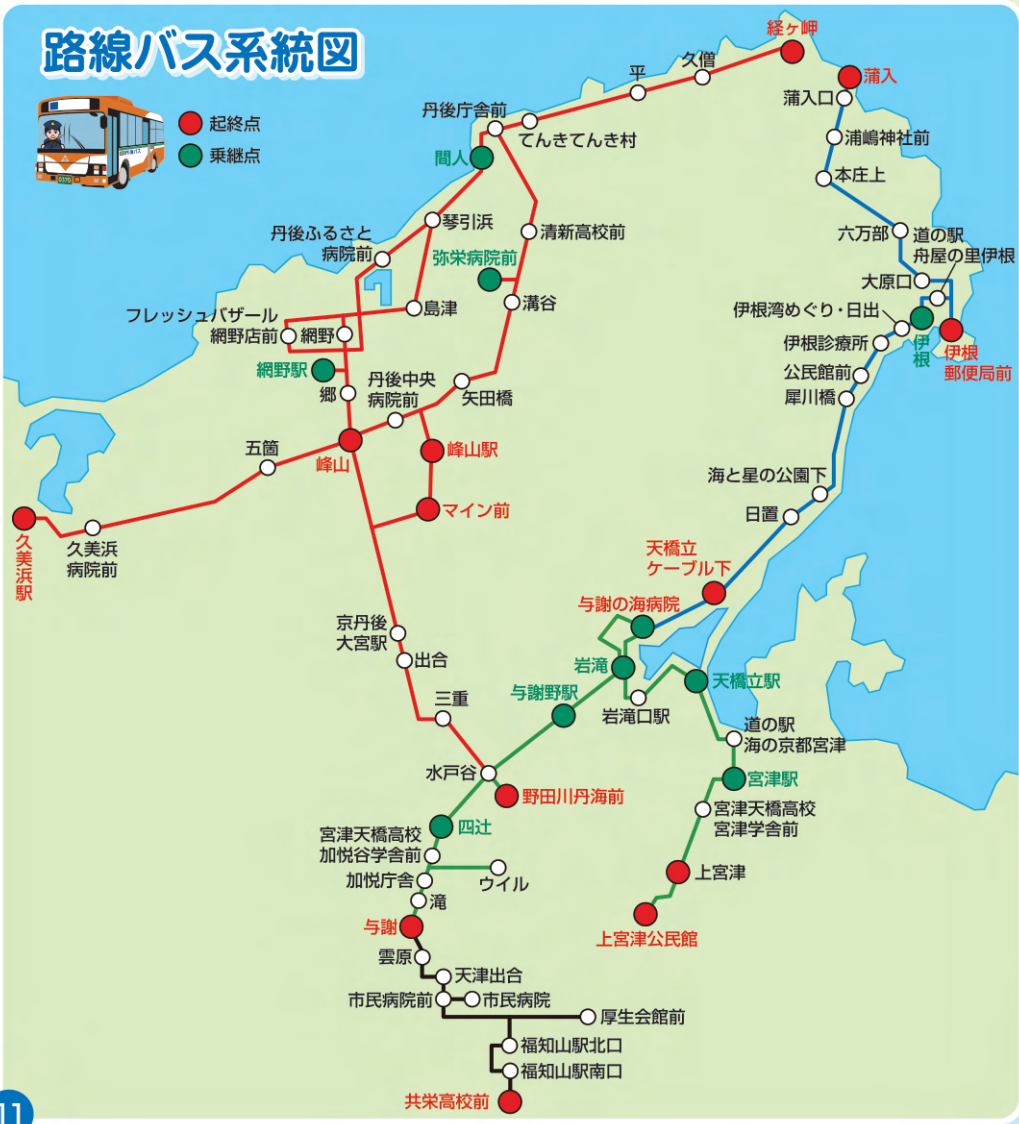 路線バス系統図
起終点
乗継点
経ヶ岬
久僧
平
蒲入
蒲入口
丹後庁舎前
てんきてんき村
浦嶋神社前
間人
本庄上
琴引浜
清新高校前
六万部
道の駅
舟屋の里伊根
丹後ふるさと
病院前
弥栄病院前
大原口
溝谷
伊根湾めぐり・日出
フレッシュバザール
網野店前
網野
島津
伊根診療所
伊根
伊根
郵便局前
網野駅
公民館前
郷
丹後中央
病院前
矢田橋
犀川橋
五箇
峰山
峰山駅
海と星の公園下
マイン前
日置
久美浜駅
久美浜
病院前
天橋立
ケーブル下
与謝の海病院
京丹後
大宮駅
出合
岩滝
与謝野駅
岩滝口駅
天橋立駅
三重
道の駅
海の京都宮津
水戸谷
宮津駅
野田川丹海前
宮津天橋高校
宮津学舎前
四辻
宮津天橋高校
加悦谷学舎前
加悦庁舎
ウイル
上宮津
滝
与謝
上宮津公民館
雲原
天津出合
市民病院前
市民病院
厚生会館前
福知山駅北口
福知山駅南口
共栄高校前
11